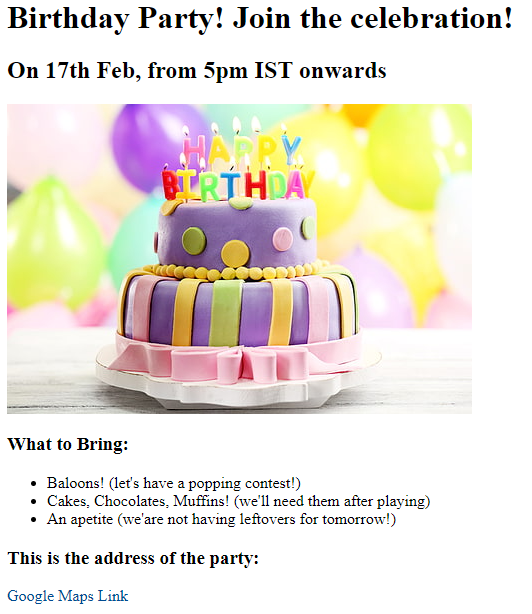 Birthday Party! Join the celebration!
On 17th Feb, from 5pm IST onwards
HAPPY
BIRTHDAY
What to Bring:
Baloons! (let's have a popping contest!)
Cakes, Chocolates, Muffins! (we'll need them after playing)
An apetite (we'are not having leftovers for tomorrow!)
This is the address of the party:
Google Maps Link